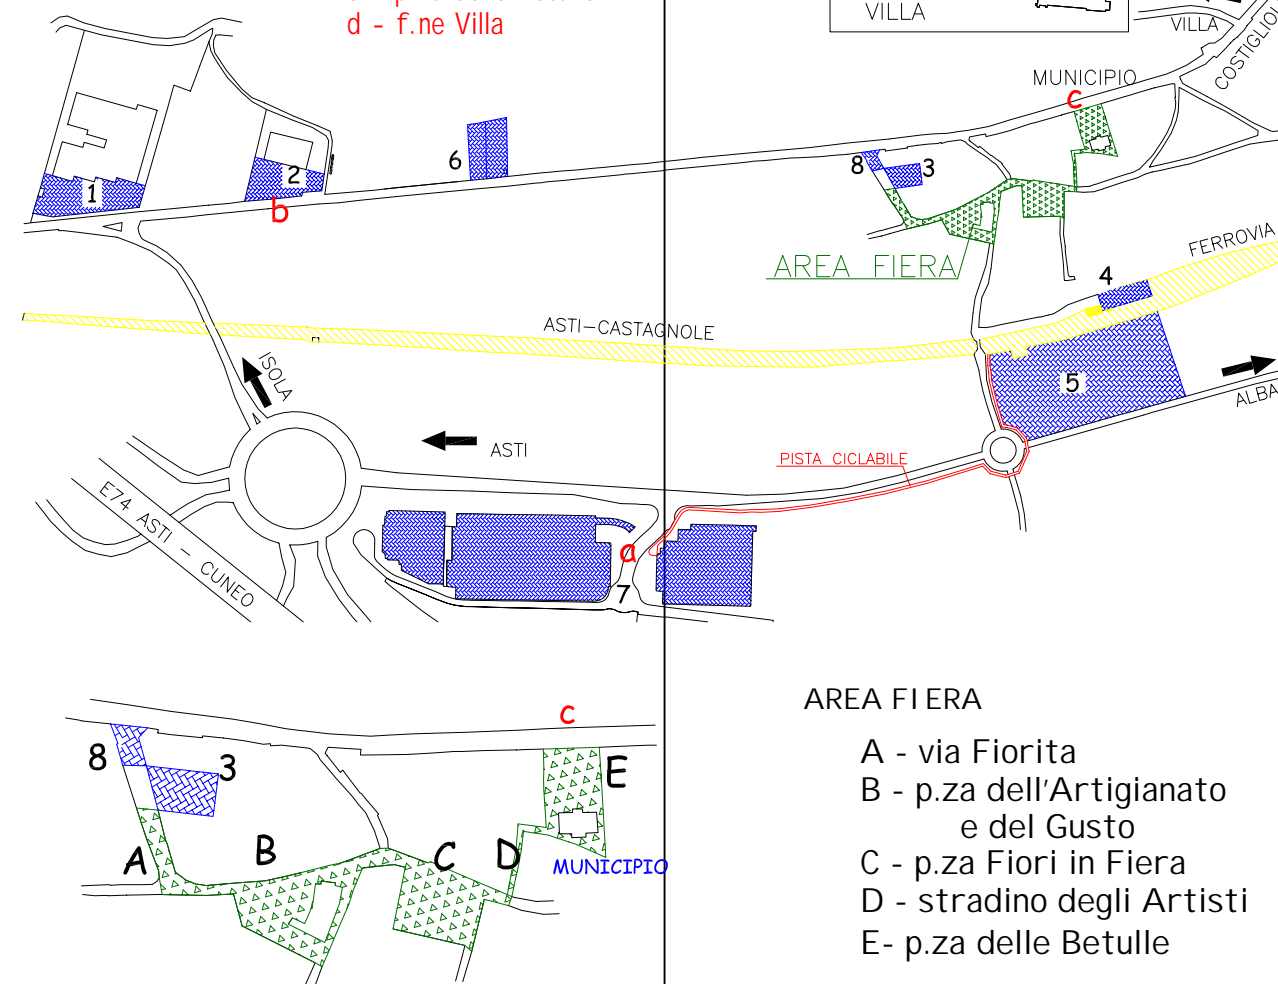 d - f.ne Villa
VILLA
VILLA
COSTIGLIOLE
MUNICIPIO
c
1
2
b
6
8
3
AREA FIERA
FERROVIA
4
ASTI-CASTAGNOLE
ISOLA
5
ALBA
ASTI
PISTA CICLABILE
E74 ASTI - CUNEO
a
7
c
8
3
E
A
B
C
D
MUNICIPIO
AREA FIERA
A - via Fiorita
B - p.za dell'Artigianato
e del Gusto
C - p.za Fiori in Fiera
D - stradino degli Artisti
E- p.za delle Betulle